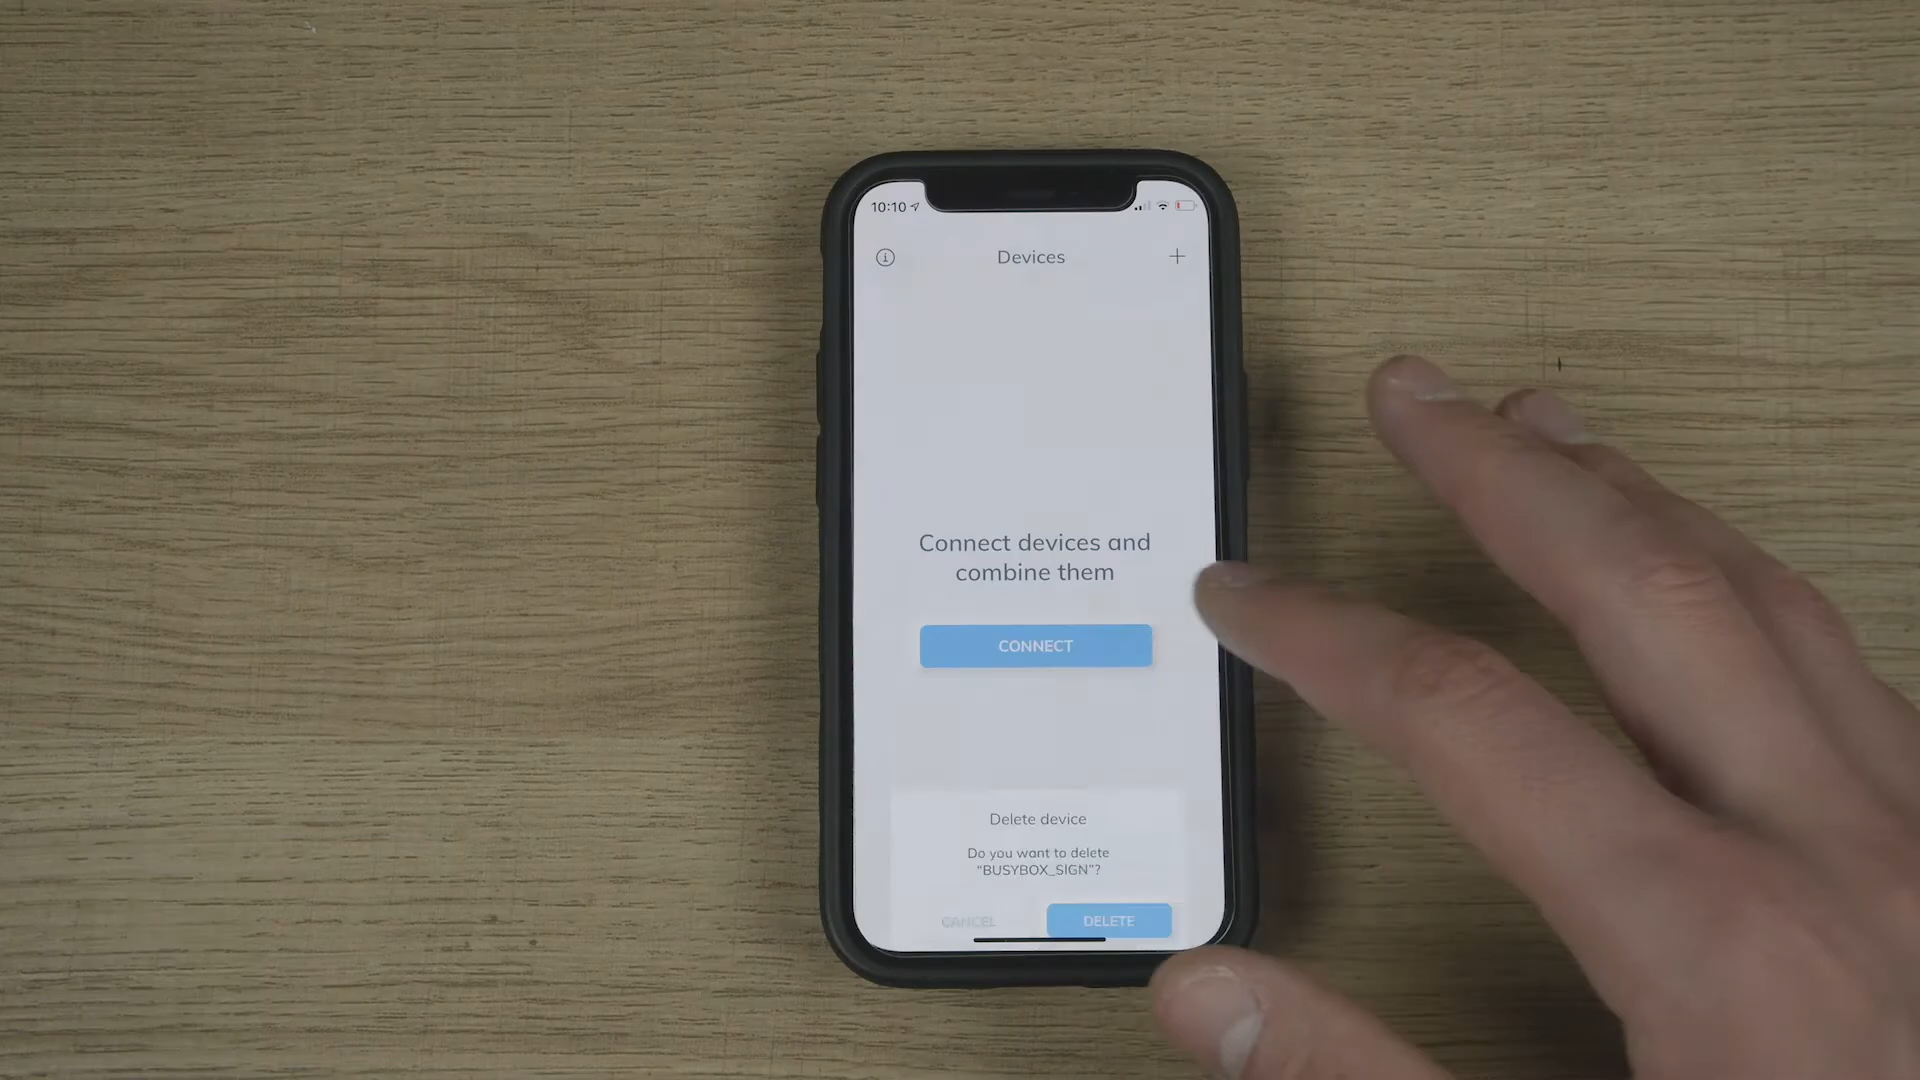 10:10
Devices
Connect devices and
combine them
CONNECT
Delete device
Do you want to delete
“BUSYBOX_SIGN”?
CANCEL DELETE